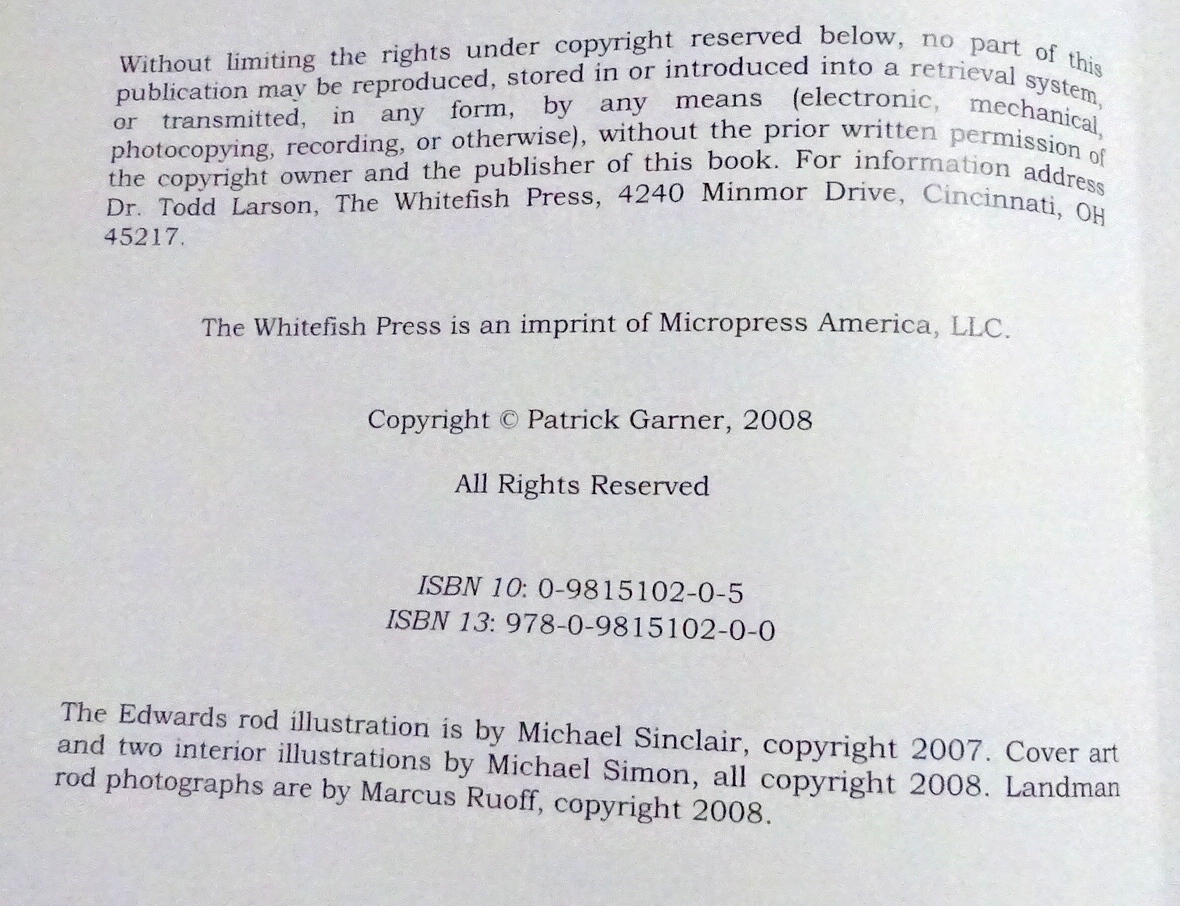 Without limiting the rights under copyright reserved below, no part of this
publication may be reproduced, stored in or introduced into a retrieval system,
or transmitted, in any form, by any means (electronic, mechanical,
photocopying, recording, or otherwise), without the prior written permission of
the copyright owner and the publisher of this book. For information address
Dr. Todd Larson, The Whitefish Press, 4240 Minmor Drive, Cincinnati, OH
45217.
The Whitefish Press is an imprint of Micropress America, LLC.
Copyright © Patrick Garner, 2008
All Rights Reserved
ISBN 10: 0-9815102-0-5
ISBN 13: 978-0-9815102-0-0
The Edwards rod illustration is by Michael Sinclair, copyright 2007. Cover art
and two interior illustrations by Michael Simon, all copyright 2008. Landman
rod photographs are by Marcus Ruoff, copyright 2008.